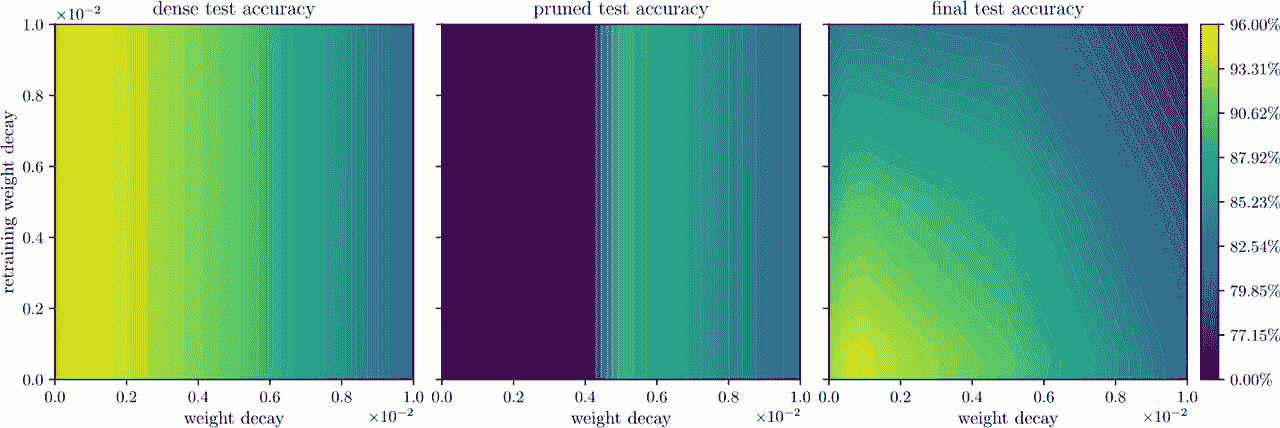 dense test accuracy
pruned test accuracy
final test accuracy
×10⁻²
1.0
0.8
0.6
0.4
0.2
0.0
retraining weight decay
0.0 0.2 0.4 0.6 0.8 1.0
weight decay
×10⁻²
0.0 0.2 0.4 0.6 0.8 1.0
weight decay
×10⁻²
0.0 0.2 0.4 0.6 0.8 1.0
weight decay
×10⁻²
96.00%
93.31%
90.62%
87.92%
85.23%
82.54%
79.85%
77.15%
0.00%